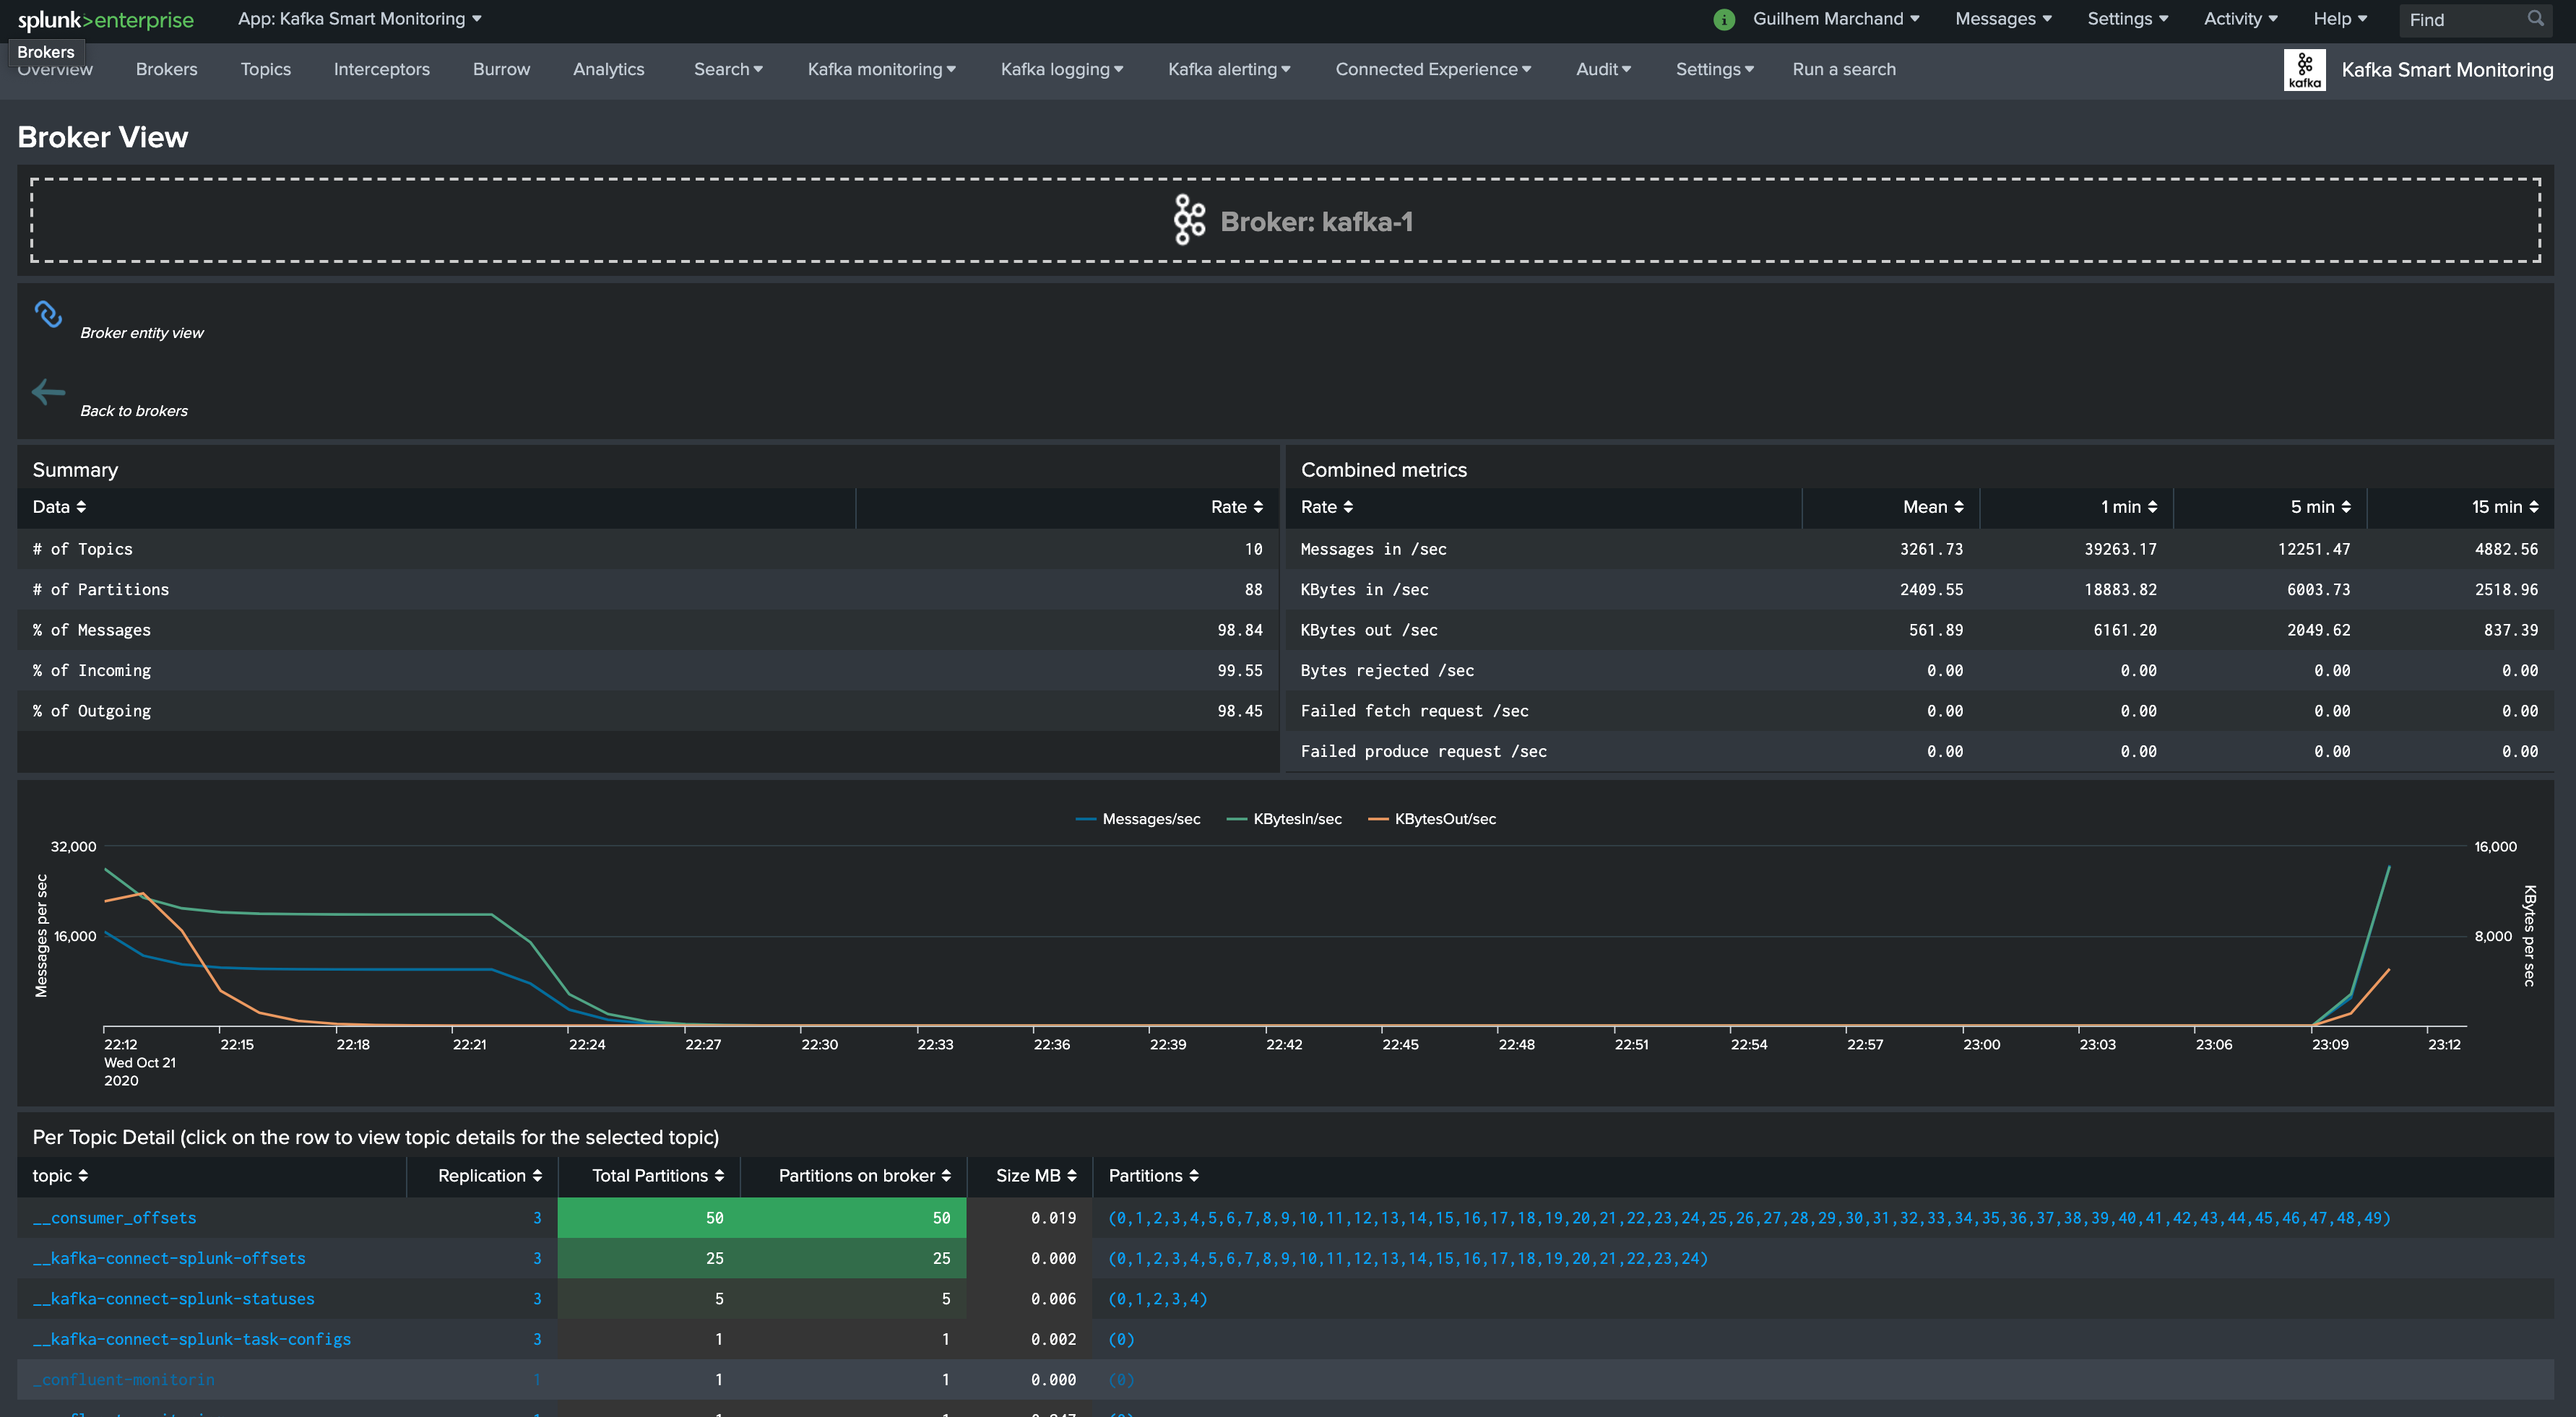 splunk>enterprise App: Kafka Smart Monitoring i Guilhem Marchand Messages Settings Activity Help Find
Brokers
Overview Brokers Topics Interceptors Burrow Analytics Search Kafka monitoring Kafka logging Kafka alerting Connected Experience Audit Settings Run a search kafka Kafka Smart Monitoring
Broker View
Broker: kafka-1
Broker entity view
Back to brokers
Summary
Data Rate
# of Topics 10
# of Partitions 88
% of Messages 98.84
% of Incoming 99.55
% of Outgoing 98.45
Combined metrics
Rate Mean 1 min 5 min 15 min
Messages in /sec 3261.73 39263.17 12251.47 4882.56
KBytes in /sec 2409.55 18883.82 6003.73 2518.96
KBytes out /sec 561.89 6161.20 2049.62 837.39
Bytes rejected /sec 0.00 0.00 0.00 0.00
Failed fetch request /sec 0.00 0.00 0.00 0.00
Failed produce request /sec 0.00 0.00 0.00 0.00
Messages/sec KBytesIn/sec KBytesOut/sec
32,000 16,000
16,000 8,000
Messages per sec
KBytes per sec
22:12 22:15 22:18 22:21 22:24 22:27 22:30 22:33 22:36 22:39 22:42 22:45 22:48 22:51 22:54 22:57 23:00 23:03 23:06 23:09 23:12
Wed Oct 21
2020
Per Topic Detail (click on the row to view topic details for the selected topic)
topic Replication Total Partitions Partitions on broker Size MB Partitions
__consumer_offsets 3 50 50 0.019 (0,1,2,3,4,5,6,7,8,9,10,11,12,13,14,15,16,17,18,19,20,21,22,23,24,25,26,27,28,29,30,31,32,33,34,35,36,37,38,39,40,41,42,43,44,45,46,47,48,49)
__kafka-connect-splunk-offsets 3 25 25 0.000 (0,1,2,3,4,5,6,7,8,9,10,11,12,13,14,15,16,17,18,19,20,21,22,23,24)
__kafka-connect-splunk-statuses 3 5 5 0.006 (0,1,2,3,4)
__kafka-connect-splunk-task-configs 3 1 1 0.002 (0)
_confluent-monitorin 1 1 1 0.000 (0)